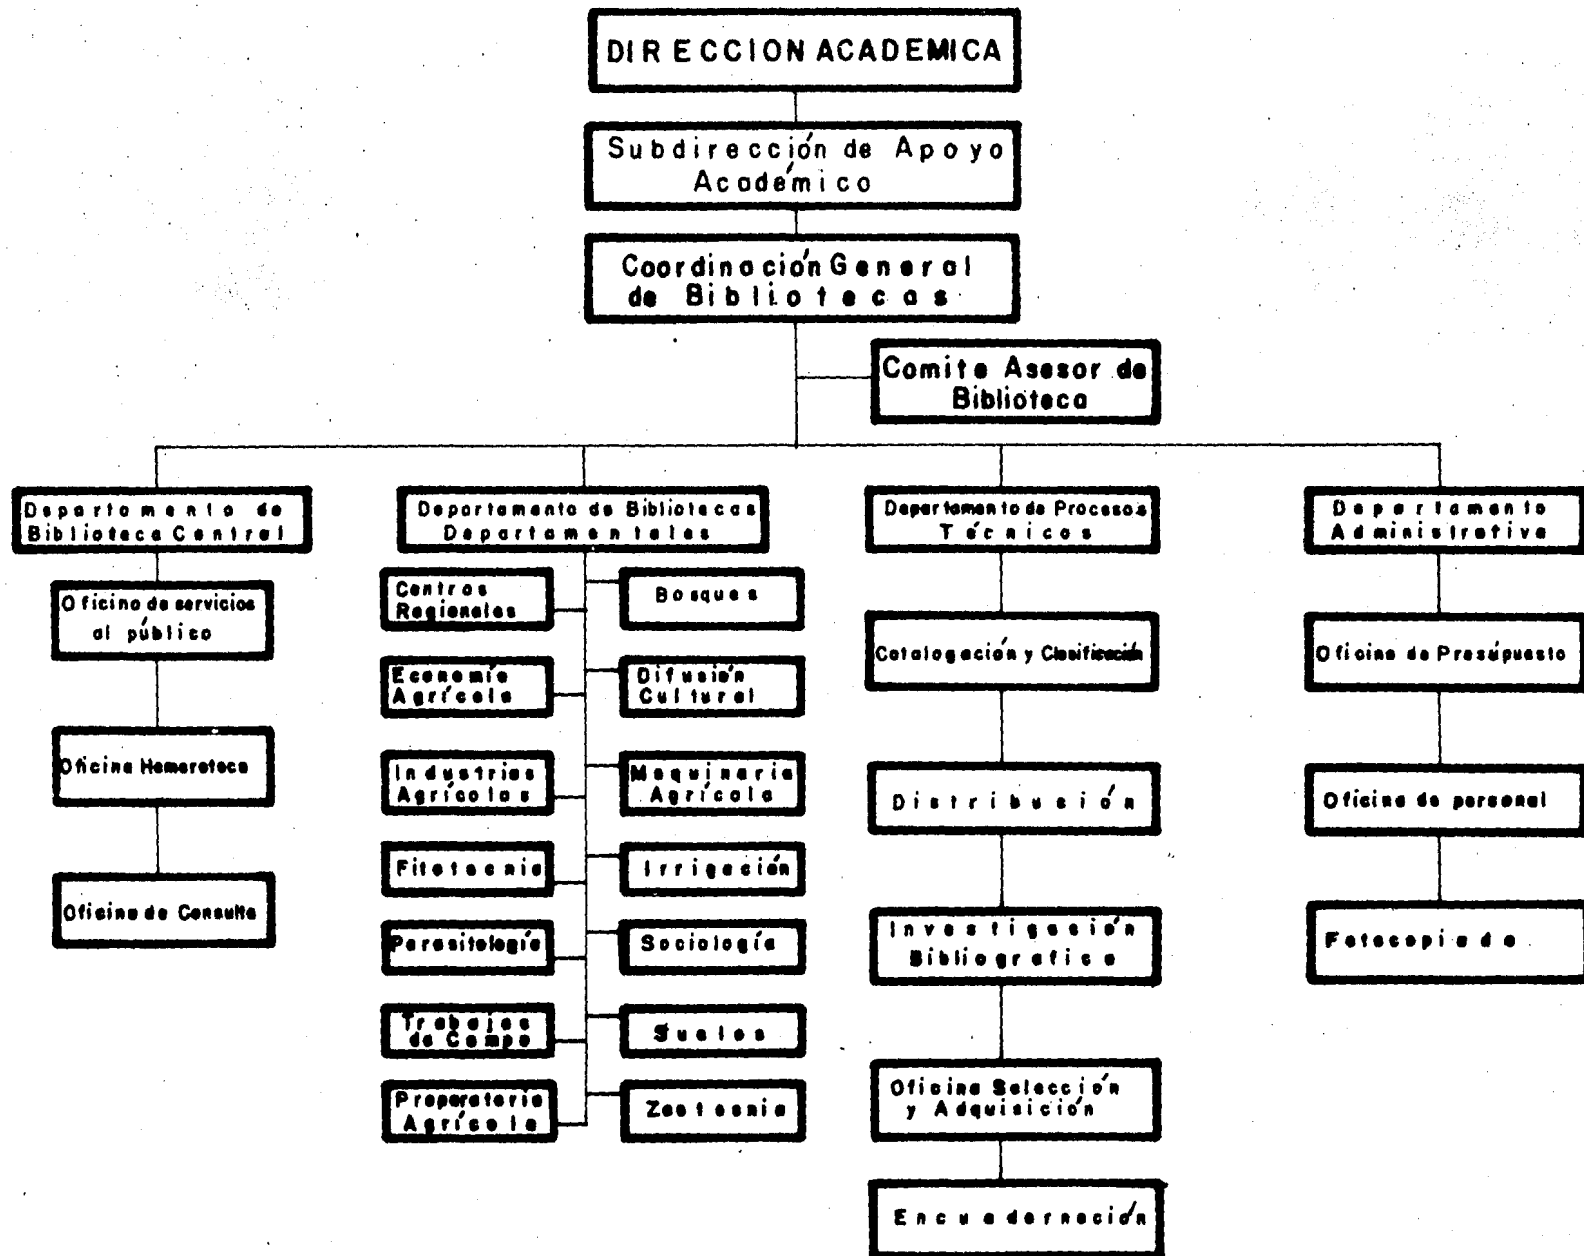 DIRECCION ACADEMICA
Subdirección de Apoyo
Académico
Coordinación General
de Bibliotecas
Comite Asesor de
Biblioteca
Departamento de
Biblioteca Central
Oficina de servicios
al público
Oficina Hemeroteca
Oficina de Consulta
Departamento de Bibliotecas
Departamentales
Centros
Regionales
Bosques
Economía
Agrícola
Difusión
Cultural
Industrias
Agrícolas
Maquinaria
Agrícola
Fitotecnia
Irrigación
Parasitología
Sociología
Trabajos
de Campo
Suelos
Preparatoria
Agrícola
Zootecnia
Departamento de Procesos
Técnicos
Catalogación y Clasificación
Distribusión
Investigación
Bibliografica
Oficina Selección
y Adquisición
Encuadernación
Departamento
Administrativo
Oficina de Presúpuesto
Oficina de personal
Fotocopiado